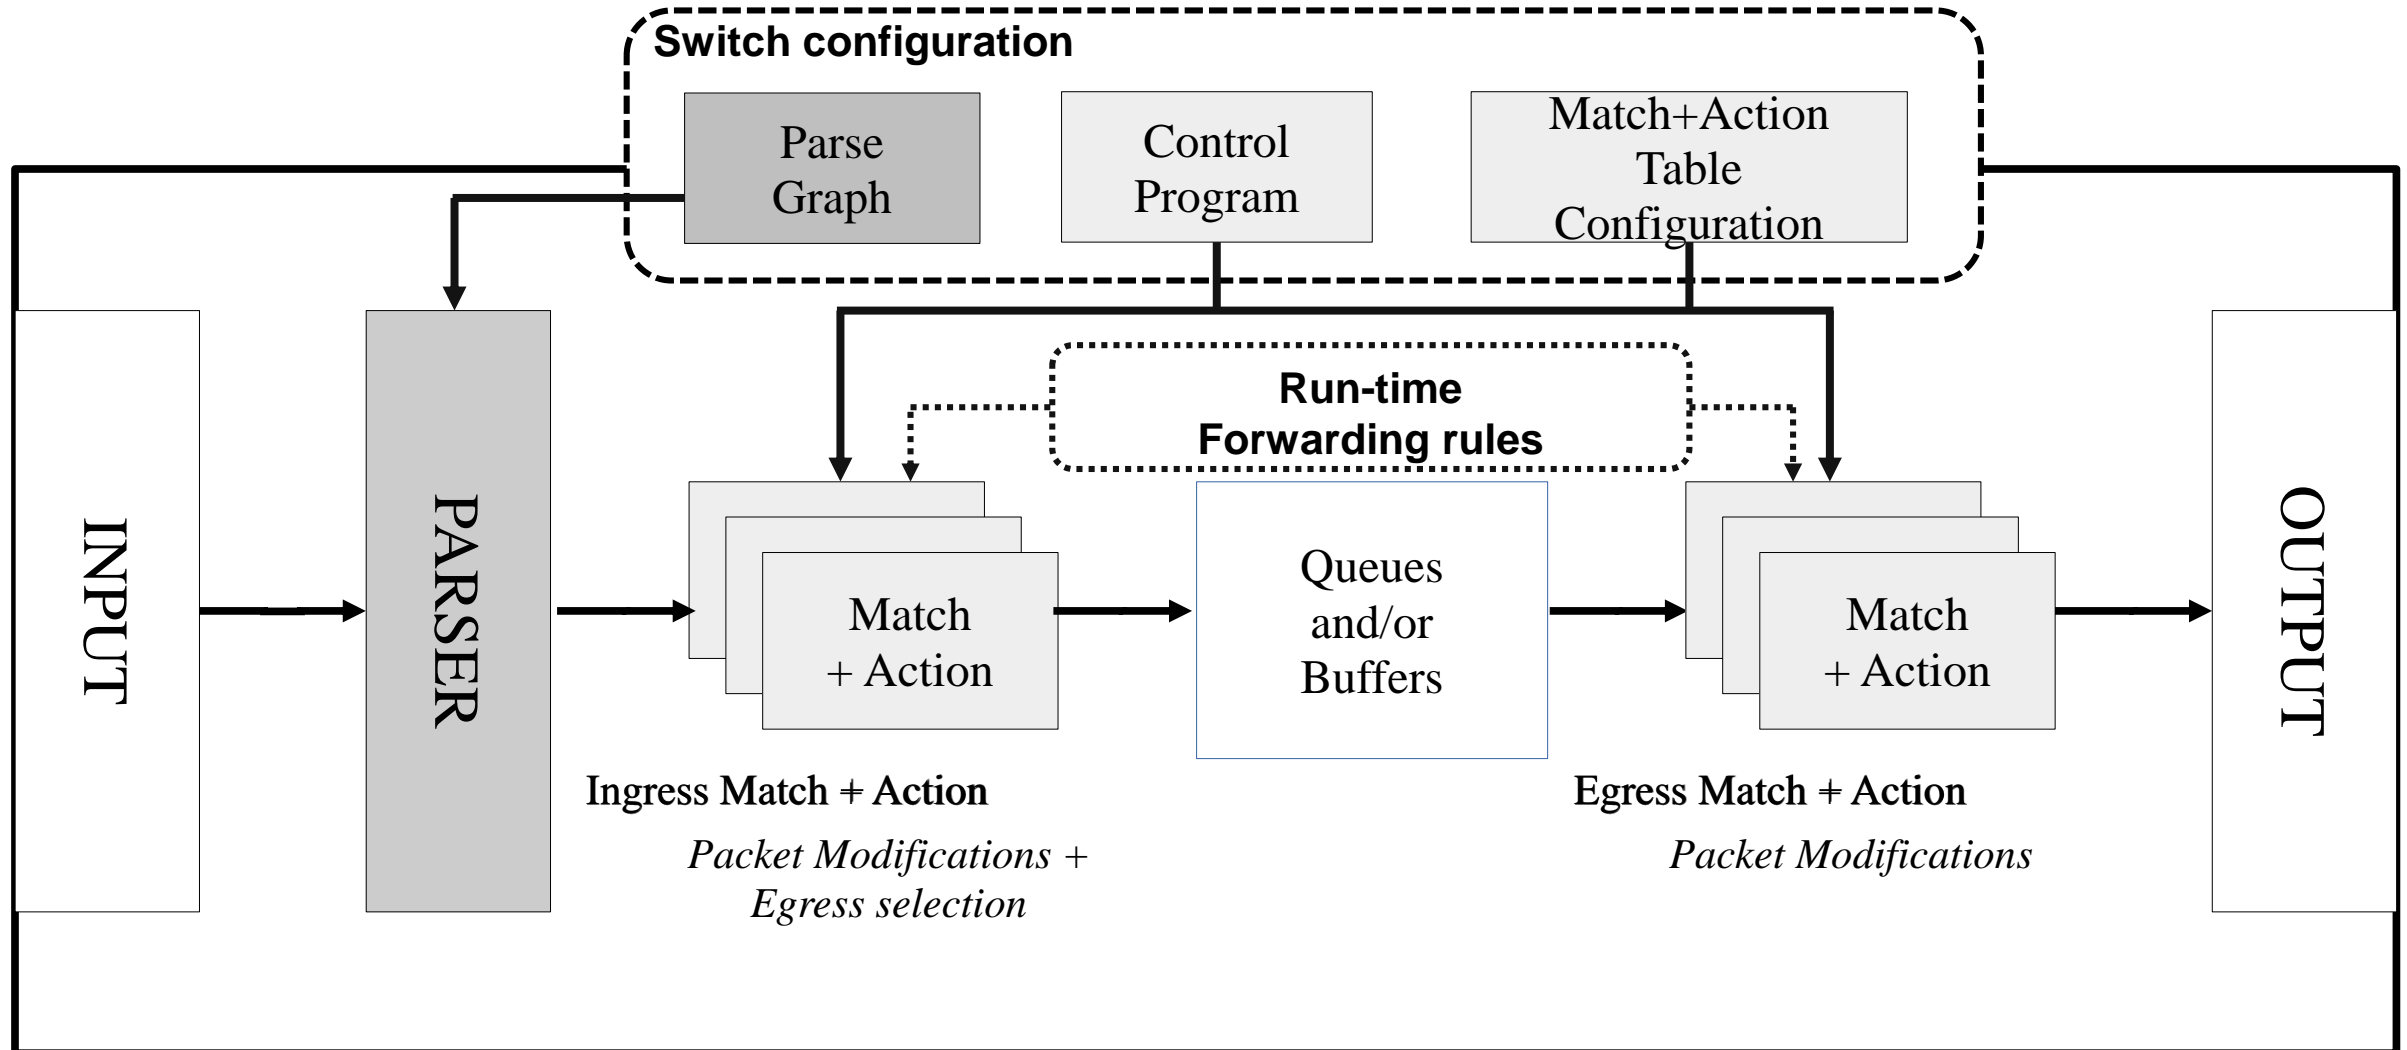 Switch configuration
Parse
Graph
Control
Program
Match+Action
Table
Configuration
Run-time
Forwarding rules
INPUT
PARSER
Match
+ Action
Queues
and/or
Buffers
Match
+ Action
OUTPUT
Ingress Match + Action
Packet Modifications +
Egress selection
Egress Match + Action
Packet Modifications